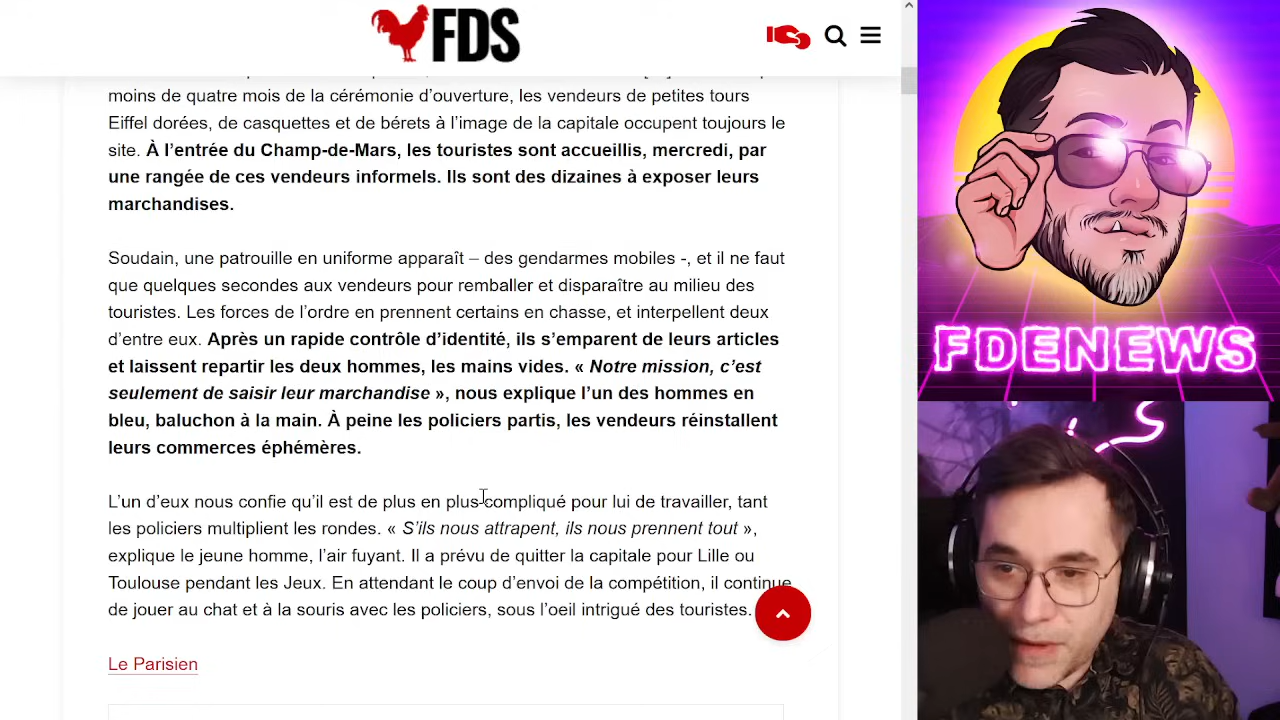 FDS
moins de quatre mois de la cérémonie d’ouverture, les vendeurs de petites tours
Eiffel dorées, de casquettes et de bérets à l’image de la capitale occupent toujours le
site. À l’entrée du Champ-de-Mars, les touristes sont accueillis, mercredi, par
une rangée de ces vendeurs informels. Ils sont des dizaines à exposer leurs
marchandises.
Soudain, une patrouille en uniforme apparaît – des gendarmes mobiles -, et il ne faut
que quelques secondes aux vendeurs pour remballer et disparaître au milieu des
touristes. Les forces de l’ordre en prennent certains en chasse, et interpellent deux
d’entre eux. Après un rapide contrôle d’identité, ils s’emparent de leurs articles
et laissent repartir les deux hommes, les mains vides. « Notre mission, c’est
seulement de saisir leur marchandise », nous explique l’un des hommes en
bleu, baluchon à la main. À peine les policiers partis, les vendeurs réinstallent
leurs commerces éphémères.
L’un d’eux nous confie qu’il est de plus en plus compliqué pour lui de travailler, tant
les policiers multiplient les rondes. « S’ils nous attrapent, ils nous prennent tout »,
explique le jeune homme, l’air fuyant. Il a prévu de quitter la capitale pour Lille ou
Toulouse pendant les Jeux. En attendant le coup d’envoi de la compétition, il continue
de jouer au chat et à la souris avec les policiers, sous l’oeil intrigué des touristes.
Le Parisien
FDENEWS